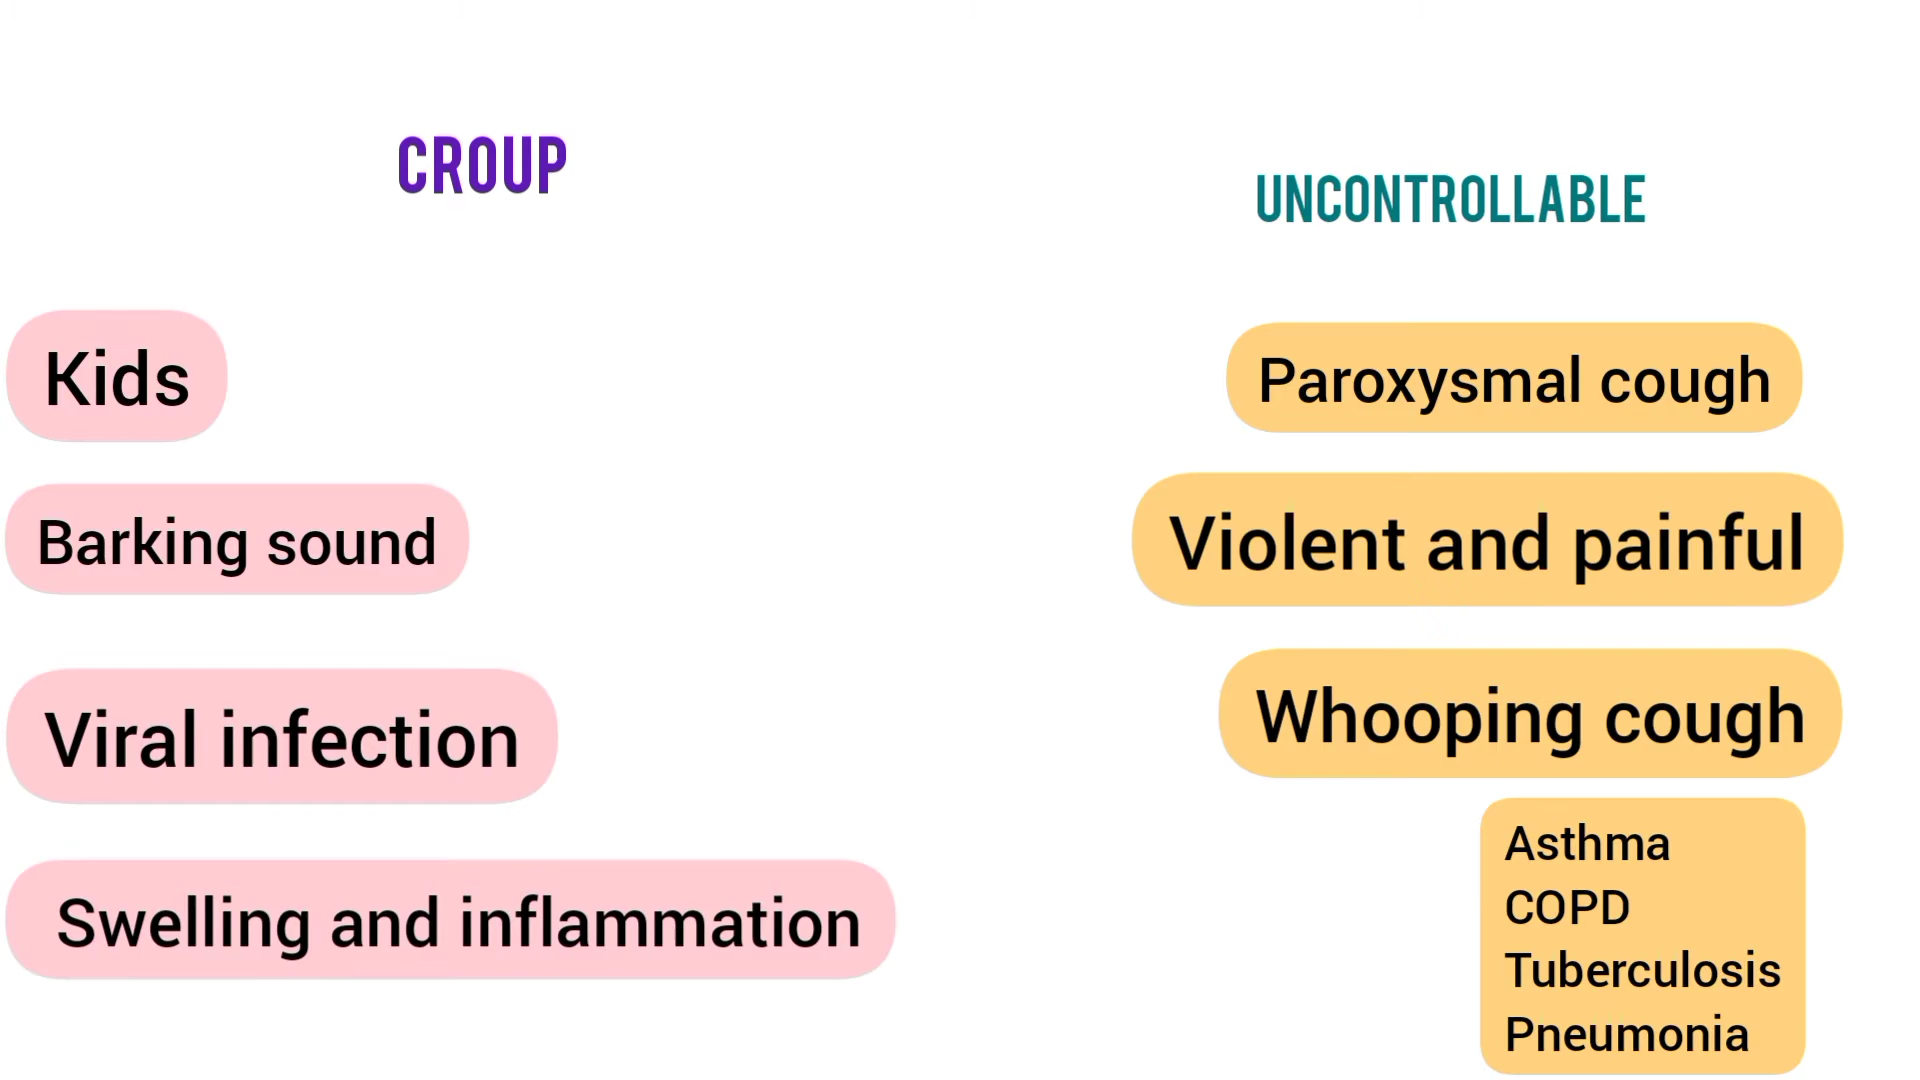 CROUP
Kids
Barking sound
Viral infection
Swelling and inflammation
UNCONTROLLABLE
Paroxysmal cough
Violent and painful
Whooping cough
Asthma
COPD
Tuberculosis
Pneumonia